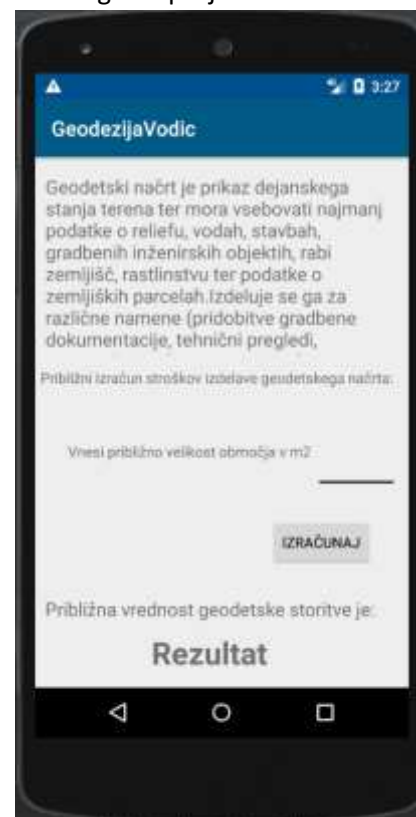 3:27
GeodezijaVodic
Geodetski načrt je prikaz dejanskega
stanja terena ter mora vsebovati najmanj
podatke o reliefu, vodah, stavbah,
gradbenih inženirskih objektih, rabi
zemljišč, rastlinstvu ter podatke o
zemljiških parcelah.Izdeluje se ga za
različne namene (pridobitve gradbene
dokumentacije, tehnični pregledi,
Približni izračun stroškov izdelave geodetskega načrta:
Vnesi približno velikost območja v m2
IZRAČUNAJ
Približna vrednost geodetske storitve je:
Rezultat